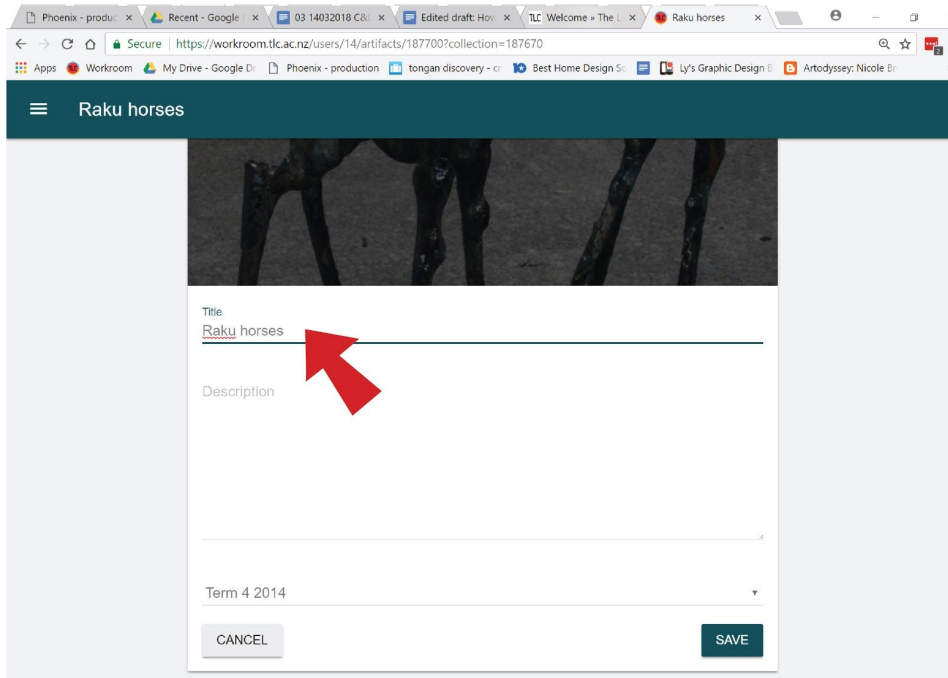 Phoenix - produc Recent - Google 03 14032018 C&I Edited draft: How Welcome » The L Raku horses
Secure https://workroom.tlc.ac.nz/users/14/artifacts/187700?collection=187670
Apps Workroom My Drive - Google Dr Phoenix - production tongan discovery - cr Best Home Design Sc Ly's Graphic Design B Artodyssey: Nicole Br
Raku horses
Title
Raku horses
Description
Term 4 2014
CANCEL SAVE